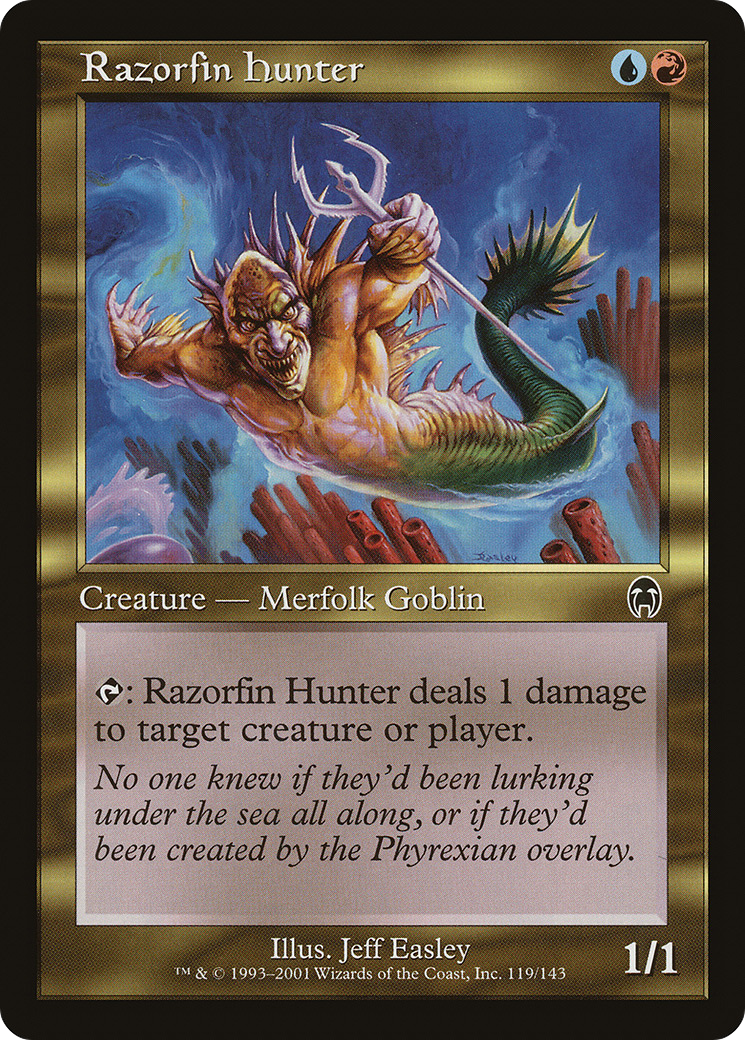 Razorfin Hunter
Easley
Creature — Merfolk Goblin
: Razorfin Hunter deals 1 damage
to target creature or player.
No one knew if they'd been lurking
under the sea all along, or if they'd
been created by the Phyrexian overlay.
Illus. Jeff Easley
™ & © 1993–2001 Wizards of the Coast, Inc. 119/143
1/1